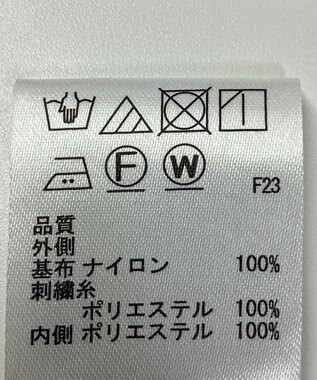 F W
F23
品質
外側
基布 ナイロン 100%
刺繍糸
ポリエステル 100%
内側 ポリエステル 100%